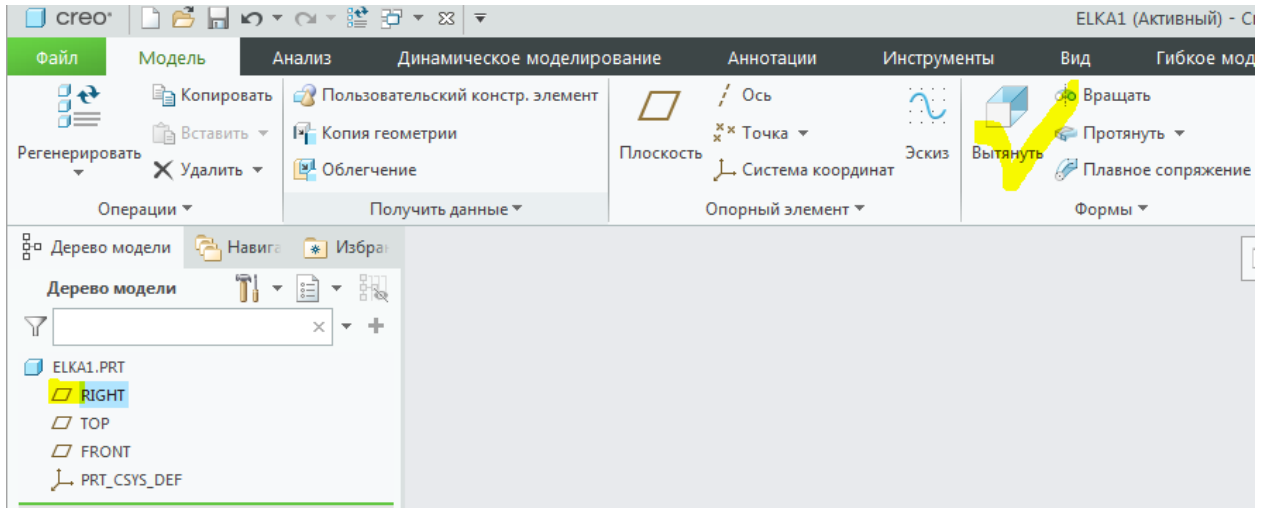 creo ELKA1 (Активный) - C
Файл Модель Анализ Динамическое моделирование Аннотации Инструменты Вид Гибкое мод
Копировать Пользовательский констр. элемент Ось Вращать
Вставить Копия геометрии Точка Протянуть
Регенерировать Удалить Облегчение Плоскость Система координат Эскиз Вытянуть Плавное сопряжение
Операции Получить данные Опорный элемент Формы
Дерево модели Навига Избран
Дерево модели
ELKA1.PRT
RIGHT
TOP
FRONT
PRT_CSYS_DEF